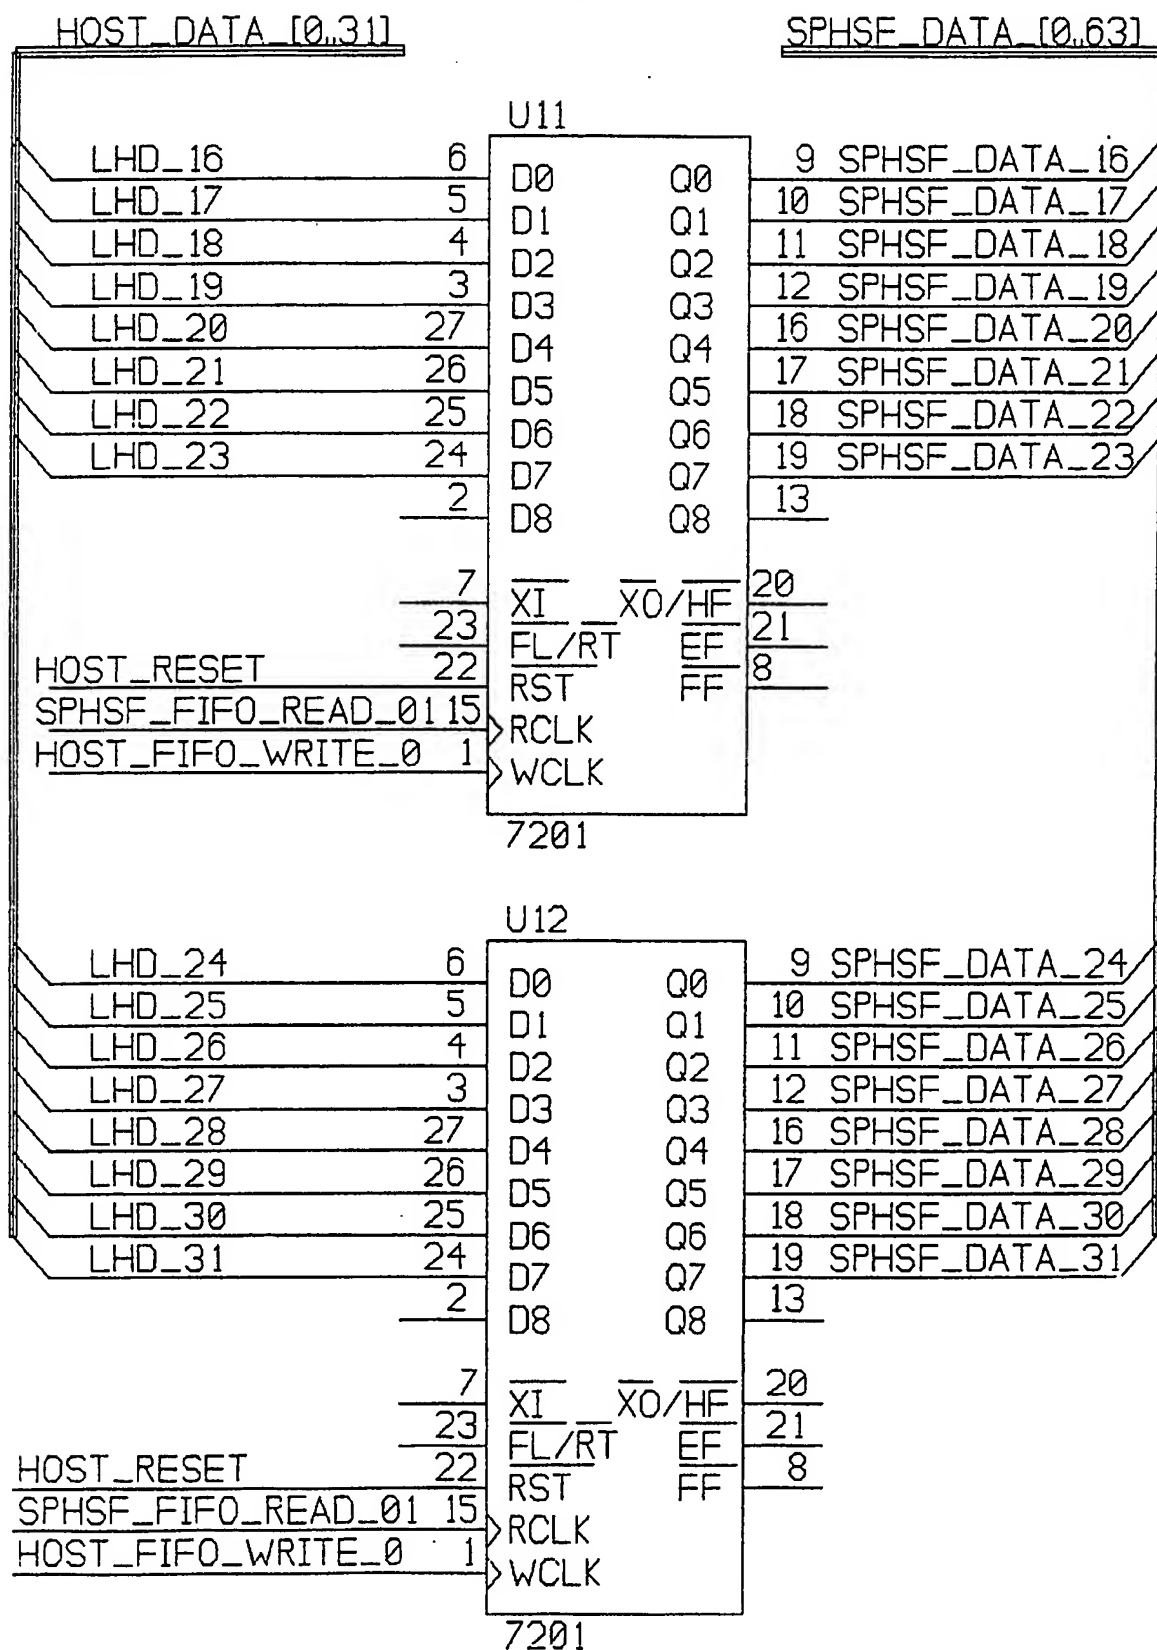 HOST_DATA_[0..31] SPHSF_DATA_[0..63]
U11
LHD_16 6 D0 Q0 9 SPHSF_DATA_16
LHD_17 5 D1 Q1 10 SPHSF_DATA_17
LHD_18 4 D2 Q2 11 SPHSF_DATA_18
LHD_19 3 D3 Q3 12 SPHSF_DATA_19
LHD_20 27 D4 Q4 16 SPHSF_DATA_20
LHD_21 26 D5 Q5 17 SPHSF_DATA_21
LHD_22 25 D6 Q6 18 SPHSF_DATA_22
LHD_23 24 D7 Q7 19 SPHSF_DATA_23
2 D8 Q8 13
7 XI XO/HF 20
23 FL/RT EF 21
HOST_RESET 22 RST FF 8
SPHSF_FIFO_READ_01 15 RCLK
HOST_FIFO_WRITE_0 1 WCLK
7201
U12
LHD_24 6 D0 Q0 9 SPHSF_DATA_24
LHD_25 5 D1 Q1 10 SPHSF_DATA_25
LHD_26 4 D2 Q2 11 SPHSF_DATA_26
LHD_27 3 D3 Q3 12 SPHSF_DATA_27
LHD_28 27 D4 Q4 16 SPHSF_DATA_28
LHD_29 26 D5 Q5 17 SPHSF_DATA_29
LHD_30 25 D6 Q6 18 SPHSF_DATA_30
LHD_31 24 D7 Q7 19 SPHSF_DATA_31
2 D8 Q8 13
7 XI XO/HF 20
23 FL/RT EF 21
HOST_RESET 22 RST FF 8
SPHSF_FIFO_READ_01 15 RCLK
HOST_FIFO_WRITE_0 1 WCLK
7201